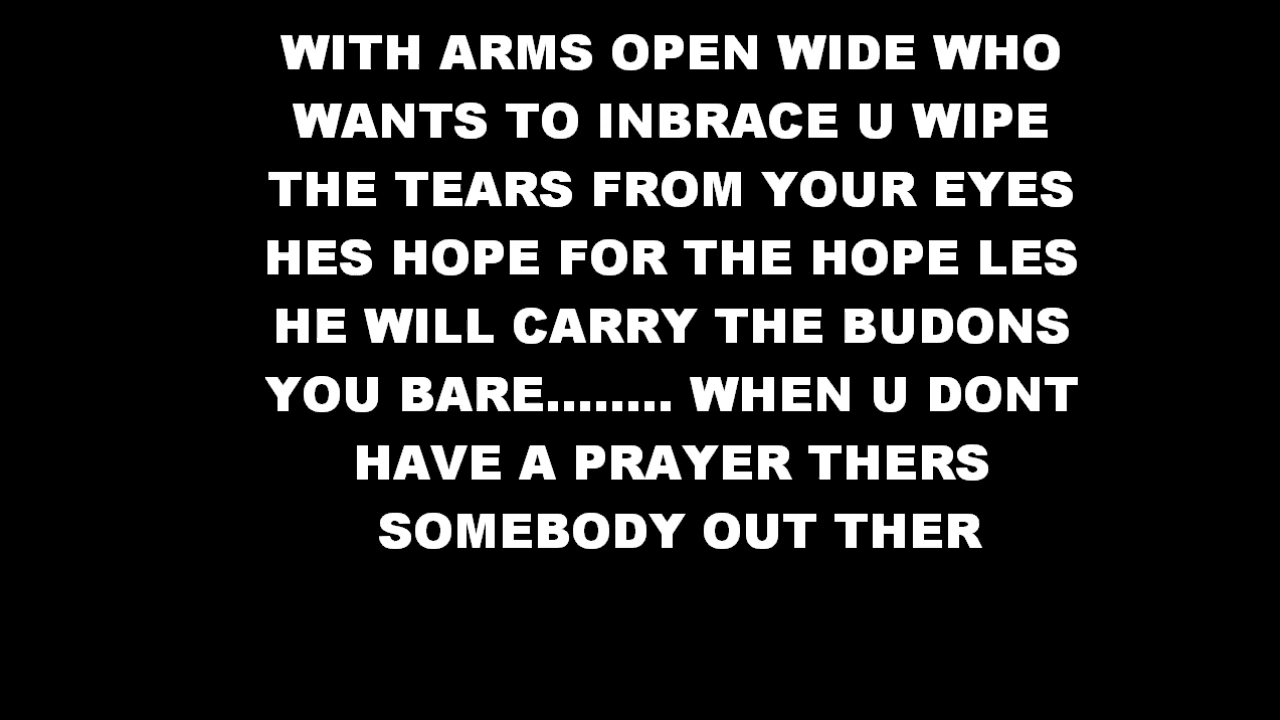 WITH ARMS OPEN WIDE WHO
WANTS TO INBRACE U WIPE
THE TEARS FROM YOUR EYES
HES HOPE FOR THE HOPE LES
HE WILL CARRY THE BUDONS
YOU BARE........ WHEN U DONT
HAVE A PRAYER THERS
SOMEBODY OUT THER